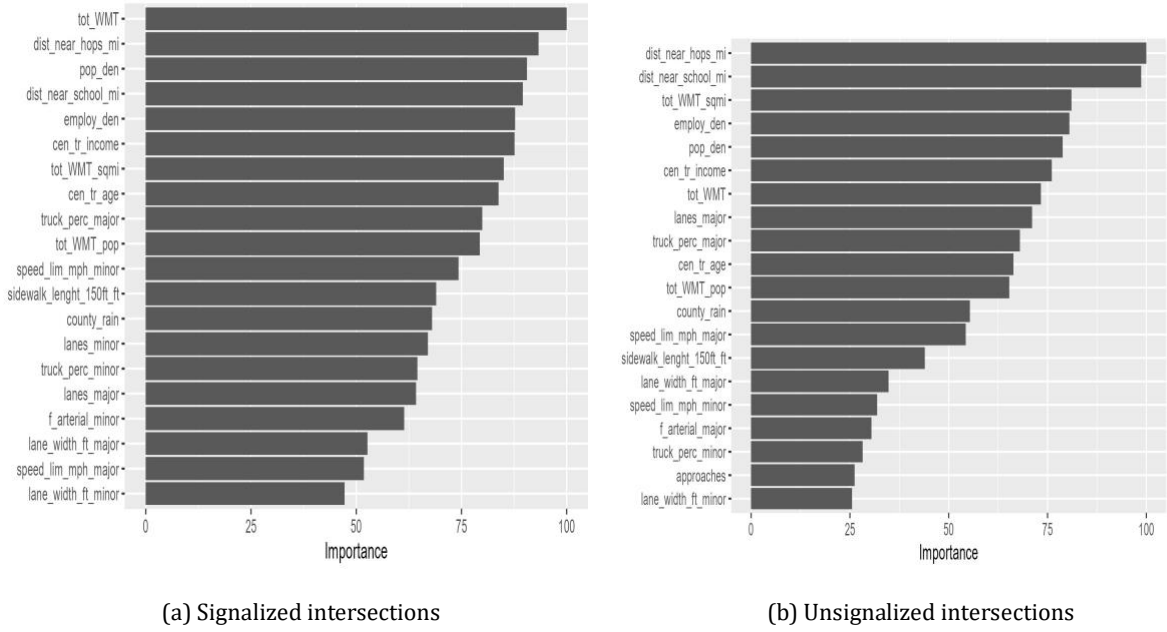 tot_WMT
dist_near_hops_mi
pop_den
dist_near_school_mi
employ_den
cen_tr_income
tot_WMT_sqmi
cen_tr_age
truck_perc_major
tot_WMT_pop
speed_lim_mph_minor
sidewalk_lenght_150ft_ft
county_rain
lanes_minor
truck_perc_minor
lanes_major
f_arterial_minor
lane_width_ft_major
speed_lim_mph_major
lane_width_ft_minor
0 25 50 75 100
Importance
(a) Signalized intersections
dist_near_hops_mi
dist_near_school_mi
tot_WMT_sqmi
employ_den
pop_den
cen_tr_income
tot_WMT
lanes_major
truck_perc_major
cen_tr_age
tot_WMT_pop
county_rain
speed_lim_mph_major
sidewalk_lenght_150ft_ft
lane_width_ft_major
speed_lim_mph_minor
f_arterial_major
truck_perc_minor
approaches
lane_width_ft_minor
0 25 50 75 100
Importance
(b) Unsignalized intersections